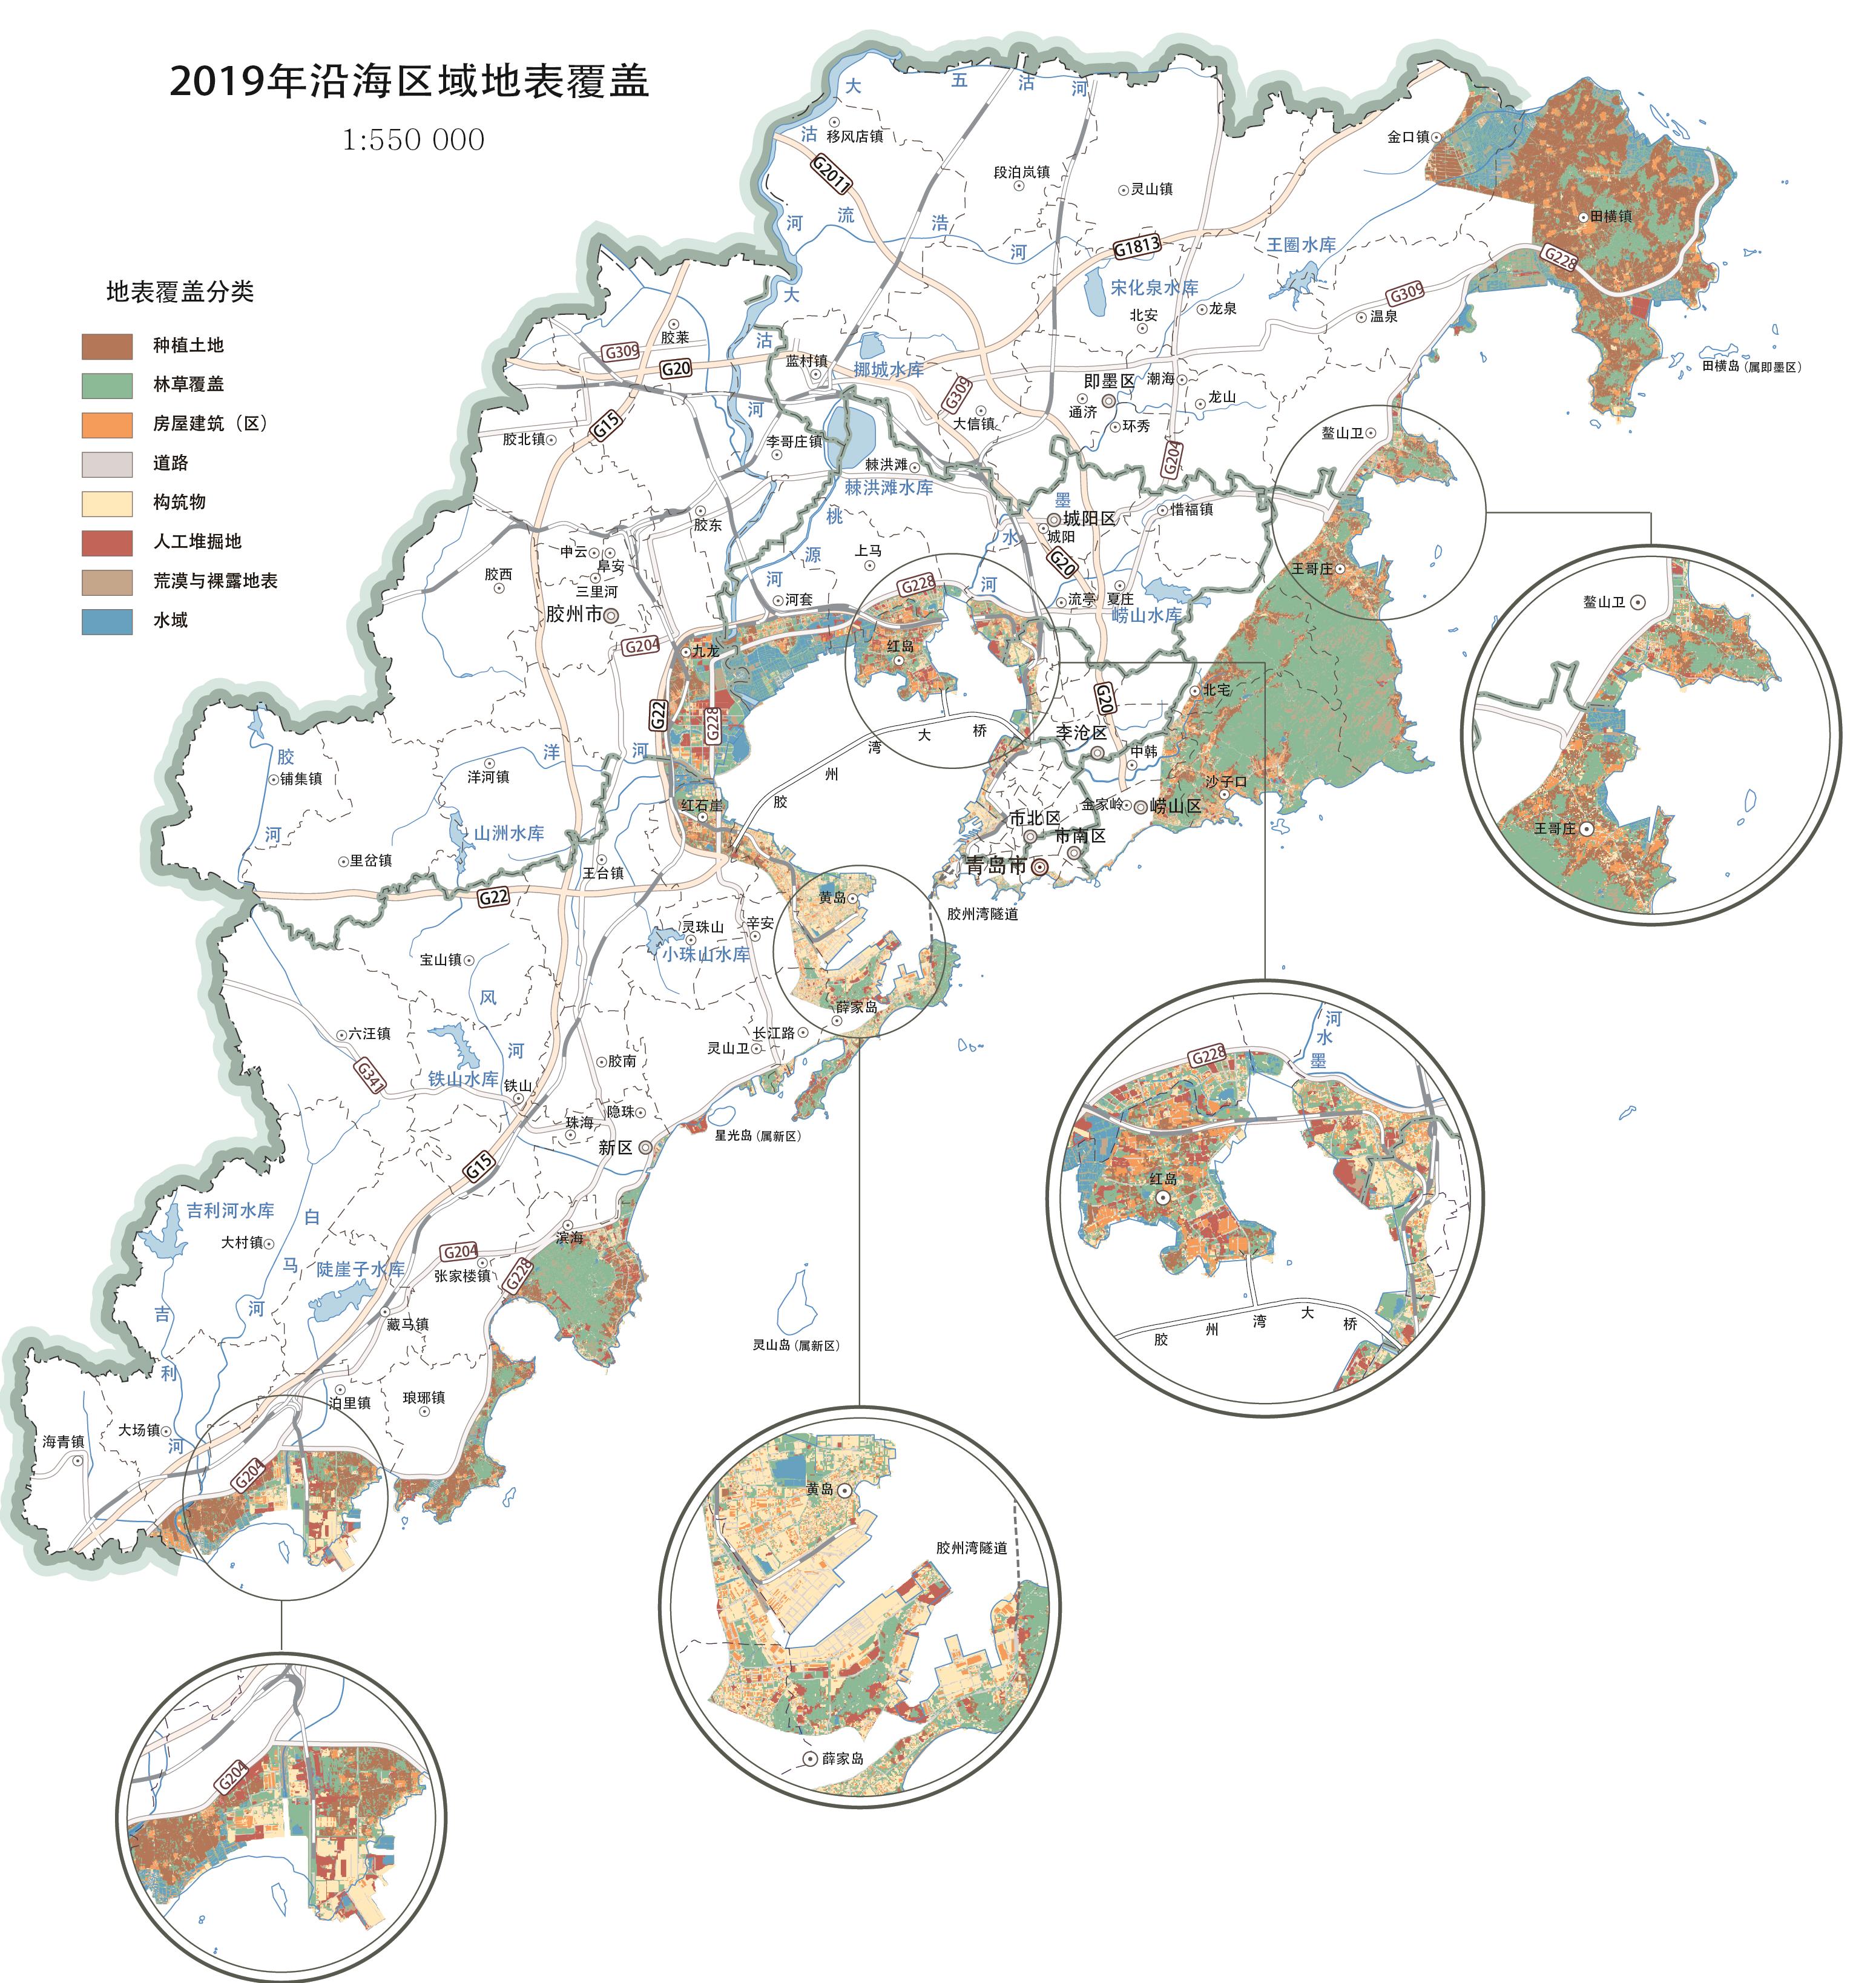 2019年沿海区域地表覆盖
1:550 000
地表覆盖分类
种植土地
林草覆盖
房屋建筑（区）
道路
构筑物
人工堆掘地
荒漠与裸露地表
水域
大
五
沽
河
沽
移风店镇
G2011
段泊岚镇
灵山镇
金口镇
田横镇
河
流
浩
河
G1813
王圈水库
G228
宋化泉水库
G309
大
龙泉
北安
温泉
胶莱
沽
G309
G20
蓝村镇
挪城水库
田横岛（属即墨区）
G309
即墨区
潮海
龙山
通济
河
大信镇
环秀
G15
胶北镇
李哥庄镇
鳌山卫
G204
棘洪滩
棘洪滩水库
墨
惜福镇
胶东
桃
城阳区
水
城阳
申云
阜安
源
上马
G20
王哥庄
胶西
三里河
河
G228
河
流亭
夏庄
胶州市
河套
崂山水库
鳌山卫
G204
九龙
红岛
北宅
G22
G228
G20
李沧区
胶
洋
河
湾
大
桥
中韩
铺集镇
洋河镇
州
沙子口
胶
红石崖
金家岭
崂山区
河
山洲水库
市北区
市南区
王哥庄
里岔镇
王台镇
青岛市
G22
黄岛
胶州湾隧道
灵珠山
辛安
小珠山水库
宝山镇
风
薛家岛
六汪镇
长江路
灵山卫
河
胶南
G341
铁山水库
铁山
隐珠
珠海
星光岛（属新区）
新区
G15
河
水
墨
G228
红岛
胶
州
湾
大
桥
吉利河水库
白
大村镇
滨海
G204
马
陡崖子水库
张家楼镇
G228
吉
河
藏马镇
灵山岛（属新区）
利
泊里镇
琅琊镇
大场镇
海青镇
河
G204
黄岛
胶州湾隧道
薛家岛
G204